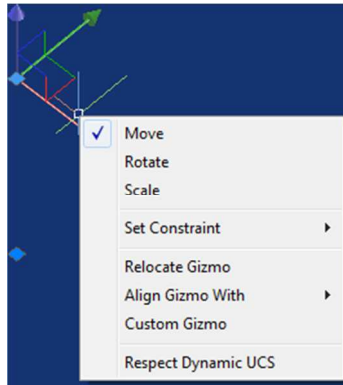 Move
Rotate
Scale
Set Constraint
Relocate Gizmo
Align Gizmo With
Custom Gizmo
Respect Dynamic UCS